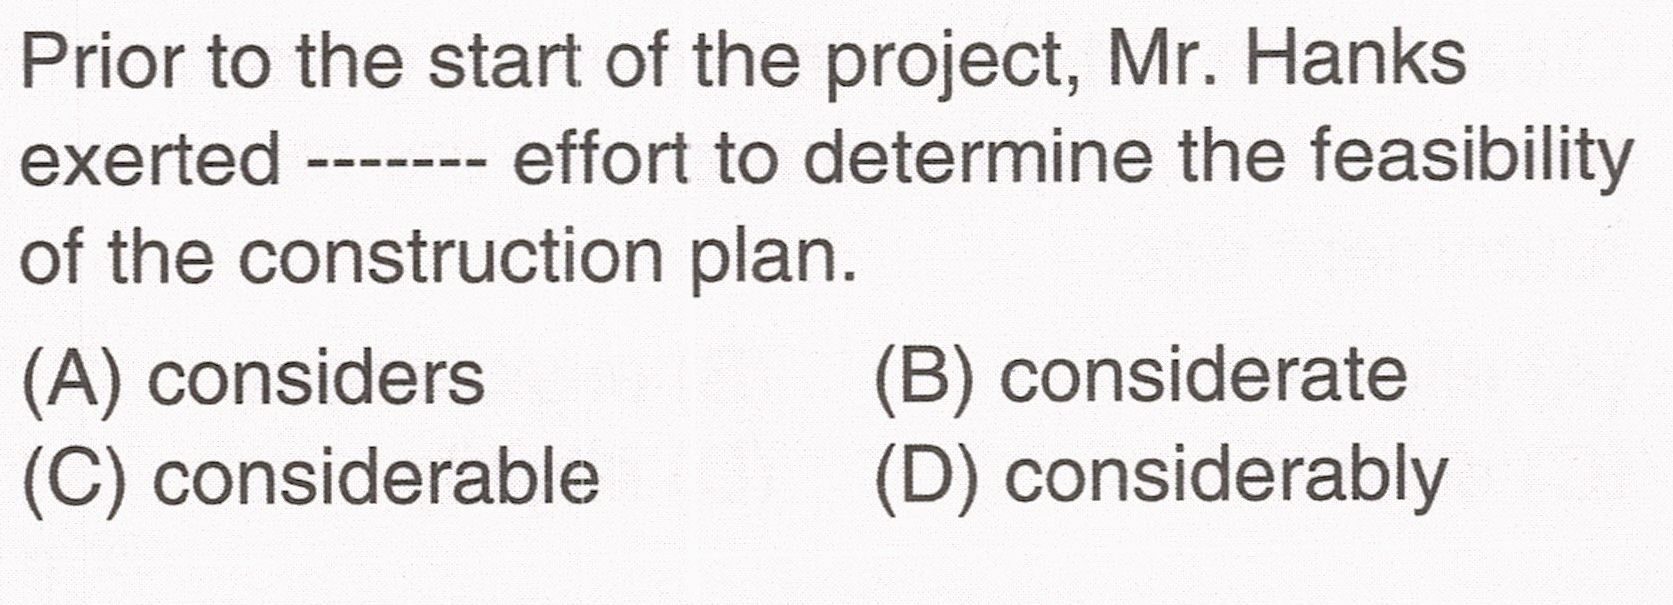 Prior to the start of the project, Mr. Hanks
exerted ------- effort to determine the feasibility
of the construction plan.
(A) considers (B) considerate
(C) considerable (D) considerably